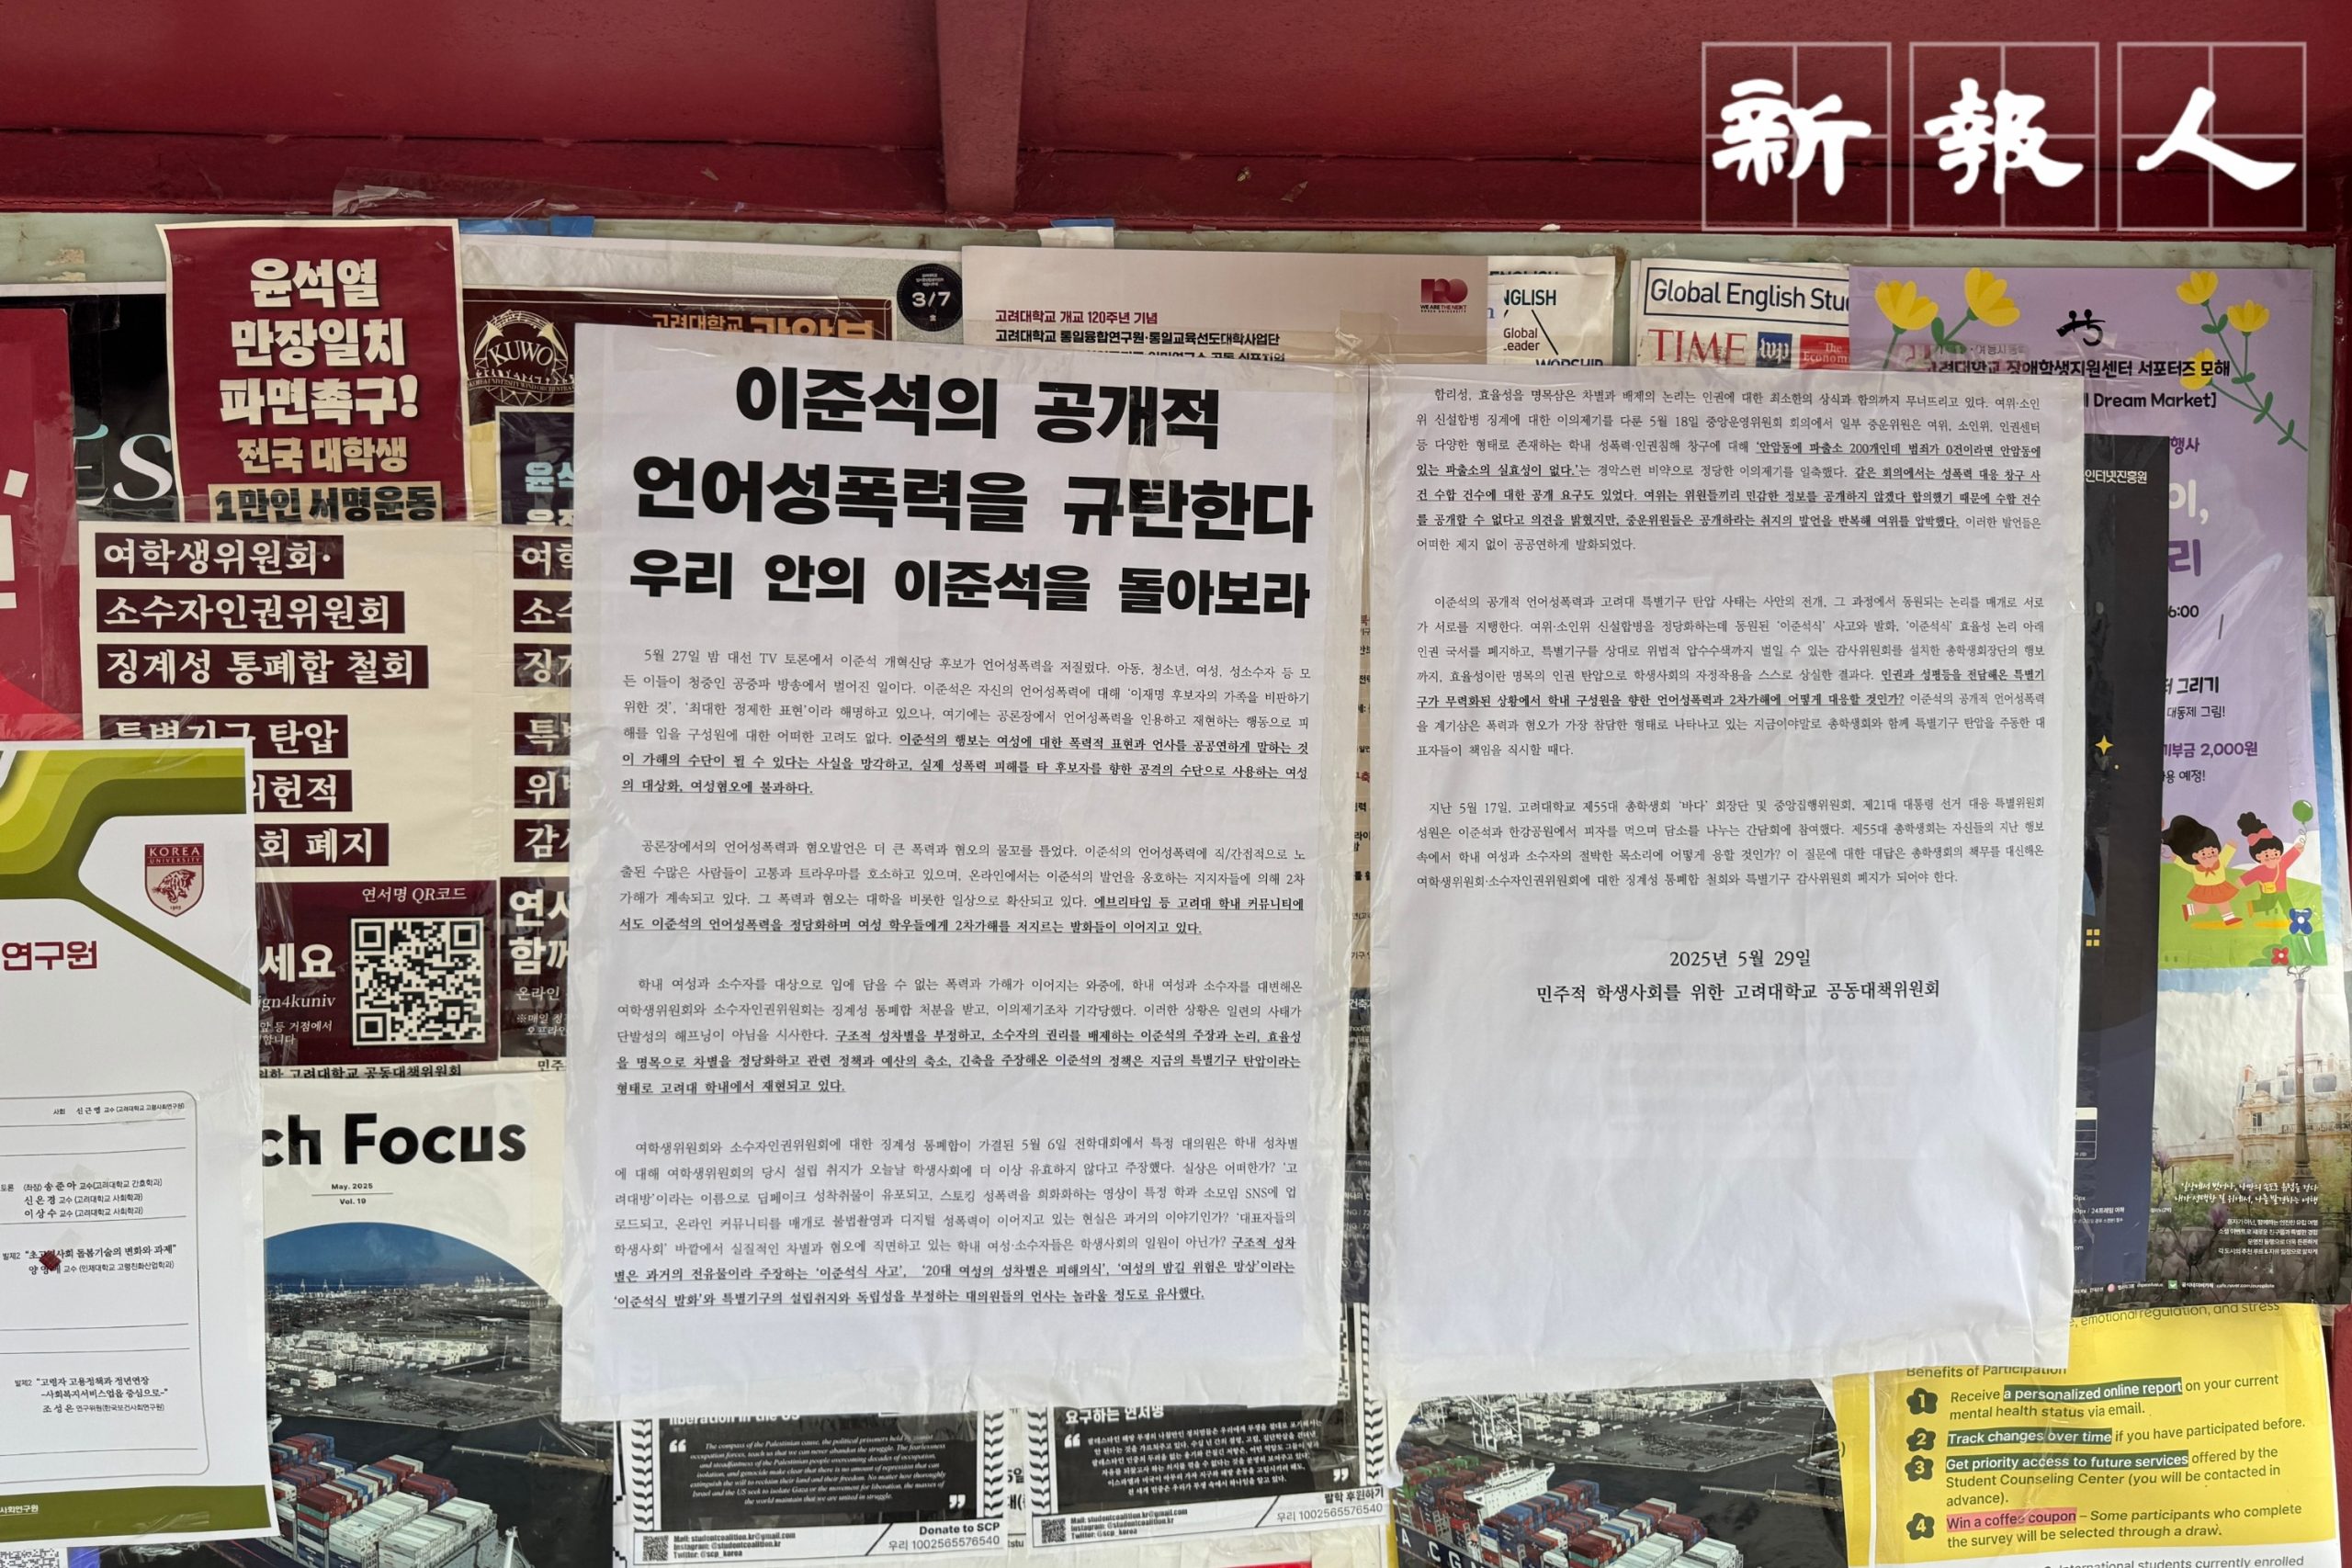 新報人
윤석열
만장일치
파면촉구!
전국 대학생
1만인 서명운동
여학생위원회·
소수자인권위원회
징계성 통폐합 철회
특별기구 탄압
위헌적
회 폐지
연서명 QR코드
세요
KOREA
UNIVERSITY
연구원
ch Focus
May. 2025
Vol. 19
KUWO
3/7
고려대학교 개교 120주년 기념
고려대학교 통일융합연구원·통일교육선도대학사업단
NGLISH
Global
Leader
WORSHIP
Global English Stu
TIME
고려대학교 장애학생지원센터 서포터즈 모해
l Dream Market]
행사
6:00
인터넷진흥원
이준석의 공개적
언어성폭력을 규탄한다
우리 안의 이준석을 돌아보라
5월 27일 밤 대선 TV 토론에서 이준석 개혁신당 후보가 언어성폭력을 저질렀다. 아동, 청소년, 여성, 성소수자 등 모
든 이들이 청중인 공중파 방송에서 벌어진 일이다. 이준석은 자신의 언어성폭력에 대해 ‘이재명 후보자의 가족을 비판하기
위한 것’, ‘최대한 정제한 표현’이라 해명하고 있으나, 여기에는 공론장에서 언어성폭력을 인용하고 재현하는 행동으로 피
해를 입을 구성원에 대한 어떠한 고려도 없다. 이준석의 행보는 여성에 대한 폭력적 표현과 언사를 공공연하게 말하는 것
이 가해의 수단이 될 수 있다는 사실을 망각하고, 실제 성폭력 피해를 타 후보자를 향한 공격의 수단으로 사용하는 여성
의 대상화, 여성혐오에 불과하다.
공론장에서의 언어성폭력과 혐오발언은 더 큰 폭력과 혐오의 물꼬를 틀었다. 이준석의 언어성폭력에 직/간접적으로 노
출된 수많은 사람들이 고통과 트라우마를 호소하고 있으며, 온라인에서는 이준석의 발언을 옹호하는 지지자들에 의해 2차
가해가 계속되고 있다. 그 폭력과 혐오는 대학을 비롯한 일상으로 확산되고 있다. 에브리타임 등 고려대 학내 커뮤니티에
서도 이준석의 언어성폭력을 정당화하며 여성 학우들에게 2차가해를 저지르는 발화들이 이어지고 있다.
학내 여성과 소수자를 대상으로 입에 담을 수 없는 폭력과 가해가 이어지는 와중에, 학내 여성과 소수자를 대변해온
여학생위원회와 소수자인권위원회는 징계성 통폐합 처분을 받고, 이의제기조차 기각당했다. 이러한 상황은 일련의 사태가
단발성의 해프닝이 아님을 시사한다. 구조적 성차별을 부정하고, 소수자의 권리를 배제하는 이준석의 주장과 논리, 효율성
을 명목으로 차별을 정당화하고 관련 정책과 예산의 축소, 긴축을 주장해온 이준석의 정책은 지금의 특별기구 탄압이라는
형태로 고려대 학내에서 재현되고 있다.
여학생위원회와 소수자인권위원회에 대한 징계성 통폐합이 가결된 5월 6일 전학대회에서 특정 대의원은 학내 성차별
에 대해 여학생위원회의 당시 설립 취지가 오늘날 학생사회에 더 이상 유효하지 않다고 주장했다. 실상은 어떠한가? ‘고
려대방’이라는 이름으로 딥페이크 성착취물이 유포되고, 스토킹 성폭력을 희화화하는 영상이 특정 학과 소모임 SNS에 업
로드되고, 온라인 커뮤니티를 매개로 불법촬영과 디지털 성폭력이 이어지고 있는 현실은 과거의 이야기인가? ‘대표자들의
학생사회’ 바깥에서 실질적인 차별과 혐오에 직면하고 있는 학내 여성·소수자들은 학생사회의 일원이 아닌가? 구조적 성차
별은 과거의 전유물이라 주장하는 ‘이준석식 사고’, ‘20대 여성의 성차별은 피해의식’, ‘여성의 밤길 위험은 망상’이라는
‘이준석식 발화’와 특별기구의 설립취지와 독립성을 부정하는 대의원들의 언사는 놀라울 정도로 유사했다.
합리성, 효율성을 명목삼은 차별과 배제의 논리는 인권에 대한 최소한의 상식과 합의까지 무너뜨리고 있다. 여위·소인
위 신설합병 징계에 대한 이의제기를 다룬 5월 18일 중앙운영위원회 회의에서 일부 중운위원은 여위, 소인위, 인권센터
등 다양한 형태로 존재하는 학내 성폭력·인권침해 창구에 대해 ‘안암동에 파출소 200개인데 범죄가 0건이라면 안암동에
있는 파출소의 실효성이 없다.’는 경악스런 비약으로 정당한 이의제기를 일축했다. 같은 회의에서는 성폭력 대응 창구 사
건 수합 건수에 대한 공개 요구도 있었다. 여위는 위원들끼리 민감한 정보를 공개하지 않겠다 합의했기 때문에 수합 건수
를 공개할 수 없다고 의견을 밝혔지만, 중운위원들은 공개하라는 취지의 발언을 반복해 여위를 압박했다. 이러한 발언들은
어떠한 제지 없이 공공연하게 발화되었다.
이준석의 공개적 언어성폭력과 고려대 특별기구 탄압 사태는 사안의 전개, 그 과정에서 동원되는 논리를 매개로 서로
가 서로를 지탱한다. 여위·소인위 신설합병을 정당화하는데 동원된 ‘이준석식’ 사고와 발화, ‘이준석식’ 효율성 논리 아래
인권 국서를 폐지하고, 특별기구를 상대로 위법적 압수수색까지 벌일 수 있는 감사위원회를 설치한 총학생회장단의 행보
까지, 효율성이란 명목의 인권 탄압으로 학생사회의 자정작용을 스스로 상실한 결과다. 인권과 성평등을 전담해온 특별기
구가 무력화된 상황에서 학내 구성원을 향한 언어성폭력과 2차가해에 어떻게 대응할 것인가? 이준석의 공개적 언어성폭력
을 계기삼은 폭력과 혐오가 가장 참담한 형태로 나타나고 있는 지금이야말로 총학생회와 함께 특별기구 탄압을 주동한 대
표자들이 책임을 직시할 때다.
지난 5월 17일, 고려대학교 제55대 총학생회 ‘바다’ 회장단 및 중앙집행위원회, 제21대 대통령 선거 대응 특별위원회
성원은 이준석과 한강공원에서 피자를 먹으며 담소를 나누는 간담회에 참여했다. 제55대 총학생회는 자신들의 지난 행보
속에서 학내 여성과 소수자의 절박한 목소리에 어떻게 응할 것인가? 이 질문에 대한 대답은 총학생회의 책무를 대신해온
여학생위원회·소수자인권위원회에 대한 징계성 통폐합 철회와 특별기구 감사위원회 폐지가 되어야 한다.
2025년 5월 29일
민주적 학생사회를 위한 고려대학교 공동대책위원회
터 그리기
대동제 그림!
기부금 2,000원
용 예정!
Donate to SCP
우리 1002565576540
Mail: studentcoalition.kr@gmail.com
요구하는 연서명
팔학 후원하기
우리 1002565576540
Benefits of Participation
1 Receive a personalized online report on your current
mental health status via email.
2 Track changes over time if you have participated before.
3 Get priority access to future services offered by the
Student Counseling Center (you will be contacted in
advance).
4 Win a coffee coupon – Some participants who complete
the survey will be selected through a draw.